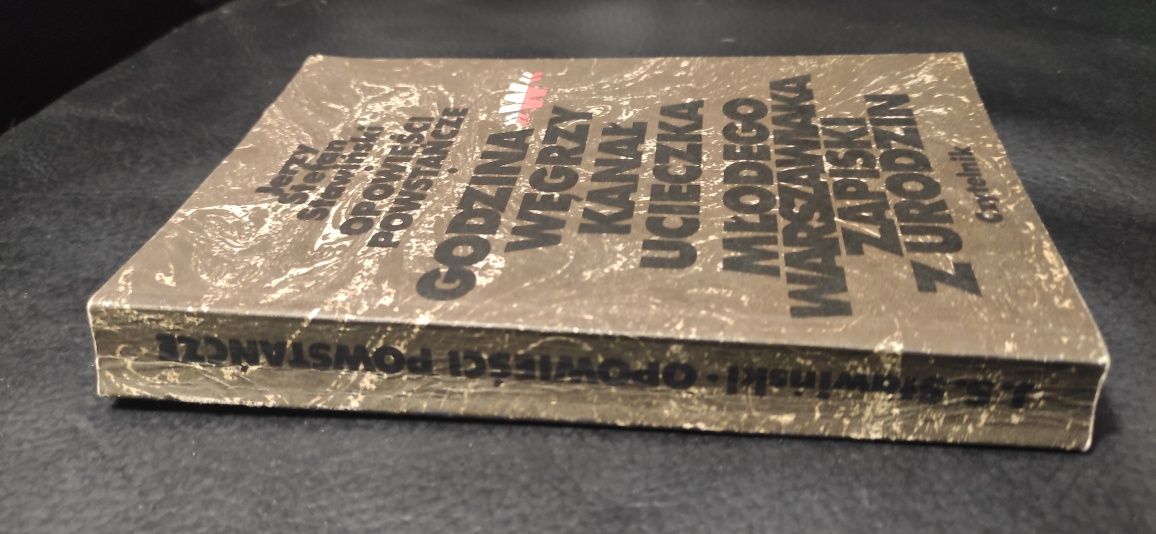 Jerzy
Stefan
Stawiński
OPOWIEŚCI
POWSTAŃCZE
GODZINA „W”
WĘGRZY
KANAŁ
UCIECZKA
MŁODEGO
WARSZAWIAKA
ZAPISKI
Z URODZIN
Czytelnik
J. S. Stawiński · OPOWIEŚCI POWSTAŃCZE